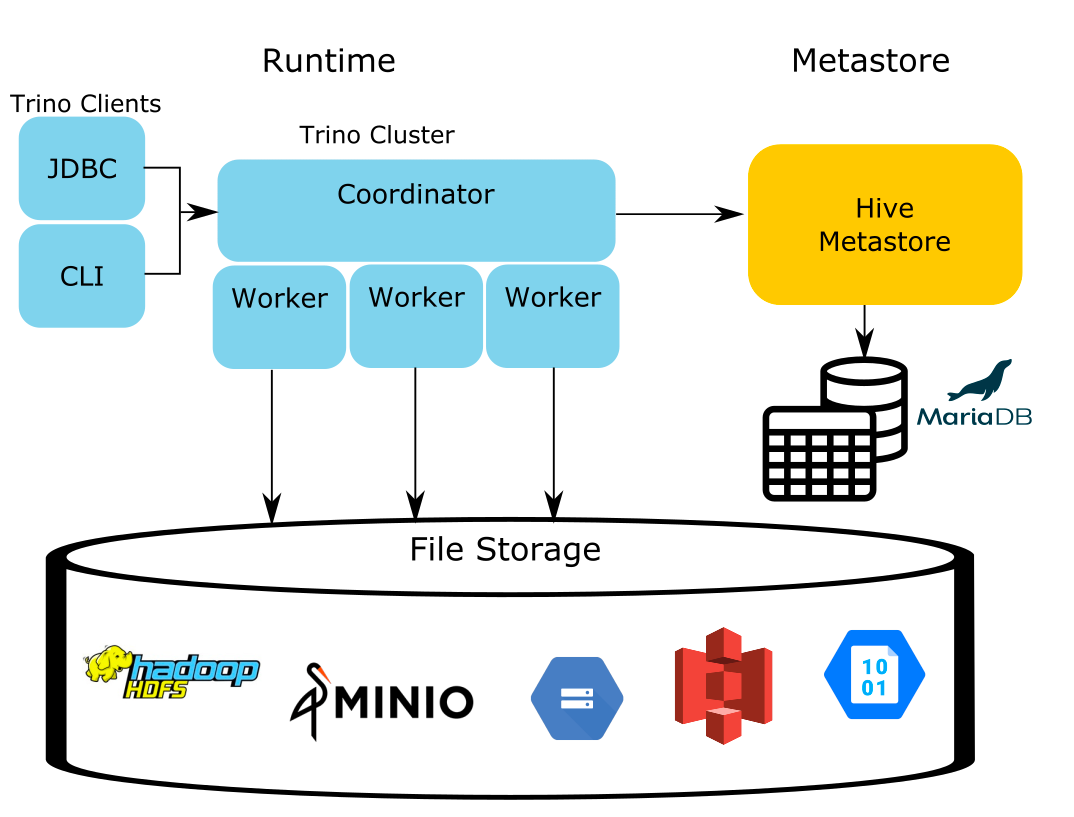 Runtime
Metastore
Trino Clients
Trino Cluster
JDBC
Coordinator
CLI
Hive
Metastore
Worker
Worker
Worker
MariaDB
File Storage
hadoop
HDFS
MINIO
10
01